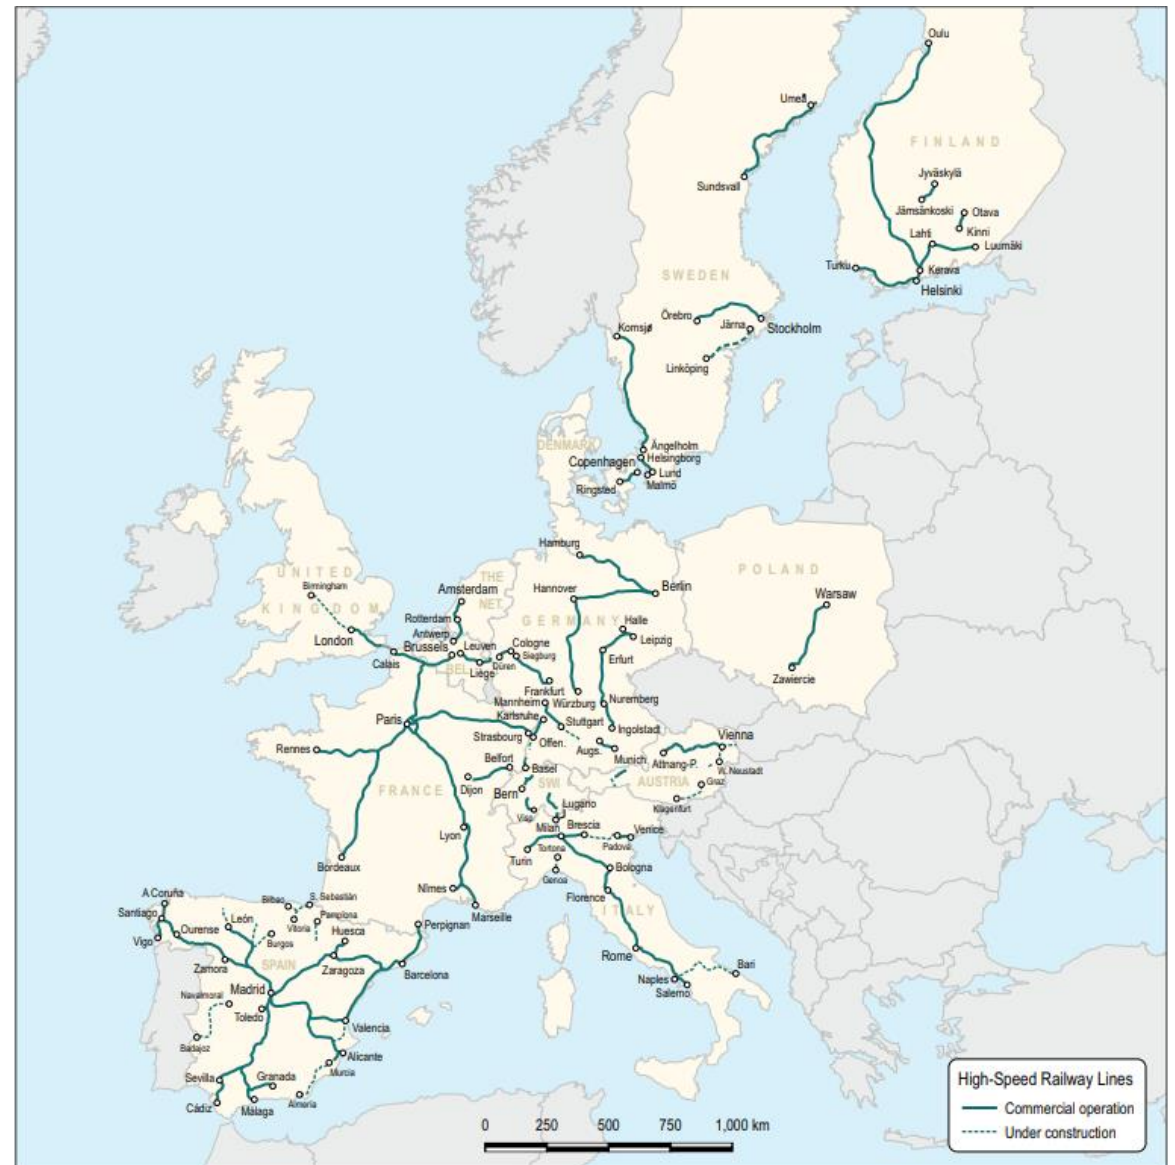 Oulu
Umeå
FINLAND
Jyväskylä
Sundsvall
Jämsänkoski
Otava
Kinni
Lahti
Luumäki
SWEDEN
Turku
Kerava
Helsinki
Örebro
Järna
Stockholm
Kornsjø
Linköping
DENMARK
Ängelholm
Helsingborg
Copenhagen
Lund
Ringsted
Malmö
Hamburg
POLAND
UNITED
KINGDOM
Birmingham
THE
NET.
Amsterdam
Hannover
Berlin
Warsaw
Rotterdam
GERMANY
Halle
Leipzig
London
Antwerp
Brussels
Leuven
Cologne
Siegburg
Erfurt
Calais
BEL
Liège
Düren
Zawiercie
Frankfurt
Mannheim
Würzburg
Nuremberg
Paris
Karlsruhe
Stuttgart
Ingolstadt
Strasbourg
Offen.
Vienna
Rennes
Augs.
Munich
Attnang-P.
W. Neustadt
Belfort
Basel
FRANCE
Dijon
Bern
SWI
AUSTRIA
Graz
Klagenfurt
Visp
Lugano
Lyon
Milan
Brescia
Venice
Padova
Turin
Tortona
Bordeaux
Genoa
Bologna
Nîmes
Florence
Marseille
ITALY
A Coruña
Bilbao
S. Sebastián
Santiago
León
Pamplona
Ourense
Vitoria
Perpignan
Vigo
Burgos
Huesca
Zamora
SPAIN
Zaragoza
Barcelona
Rome
Bari
Madrid
Naples
Salerno
Navalmoral
Toledo
Valencia
Badajoz
Alicante
Murcia
Sevilla
Granada
Cádiz
Málaga
Almería
High-Speed Railway Lines
Commercial operation
Under construction
0 250 500 750 1,000 km